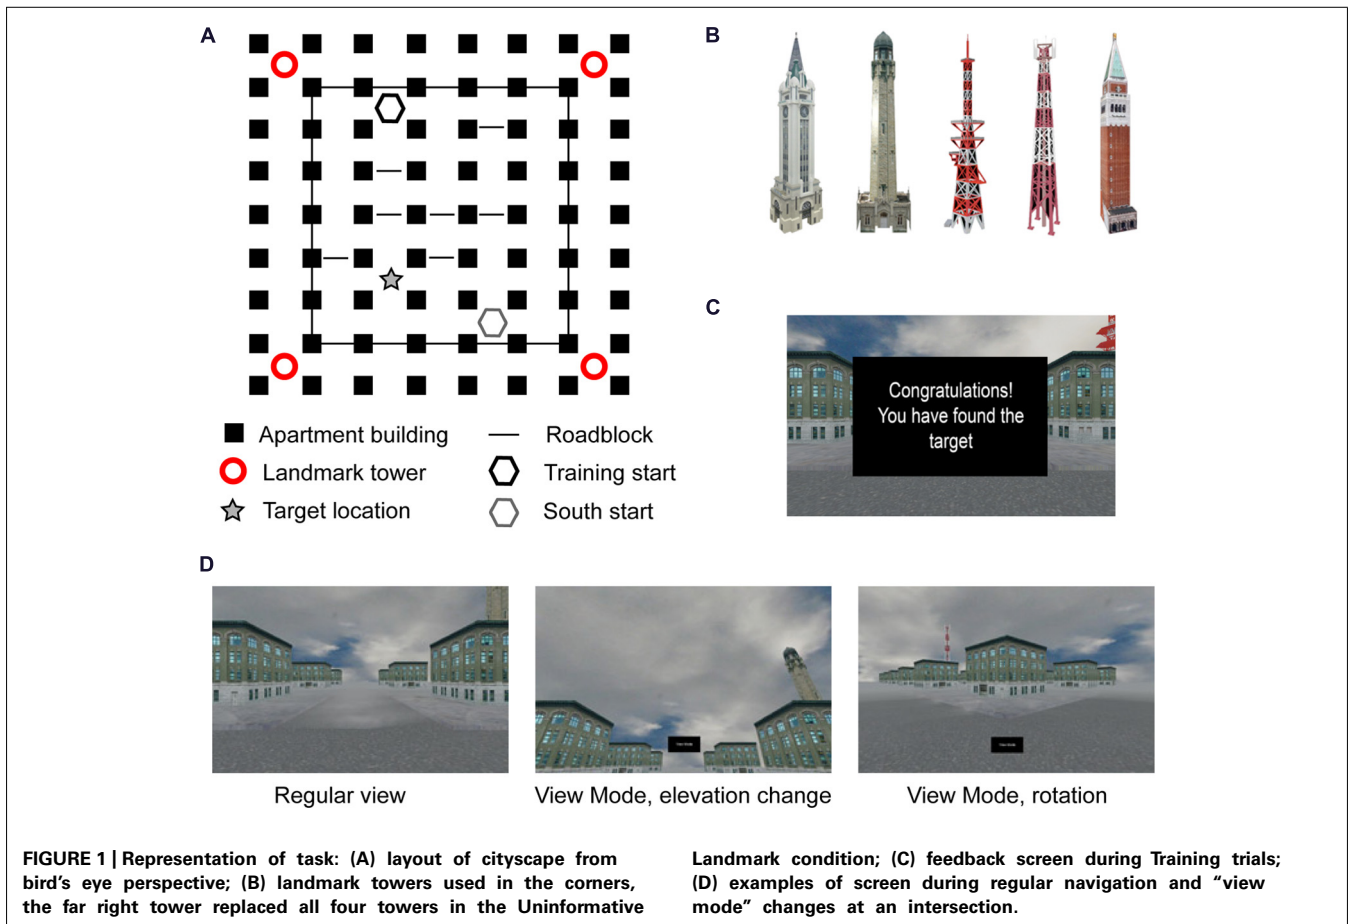 A
B
C
Congratulations!
You have found the
target
Apartment building
Roadblock
Landmark tower
Training start
Target location
South start
D
Regular view
View Mode, elevation change
View Mode, rotation
FIGURE 1 | Representation of task: (A) layout of cityscape from
bird's eye perspective; (B) landmark towers used in the corners,
the far right tower replaced all four towers in the Uninformative
Landmark condition; (C) feedback screen during Training trials;
(D) examples of screen during regular navigation and “view
mode” changes at an intersection.